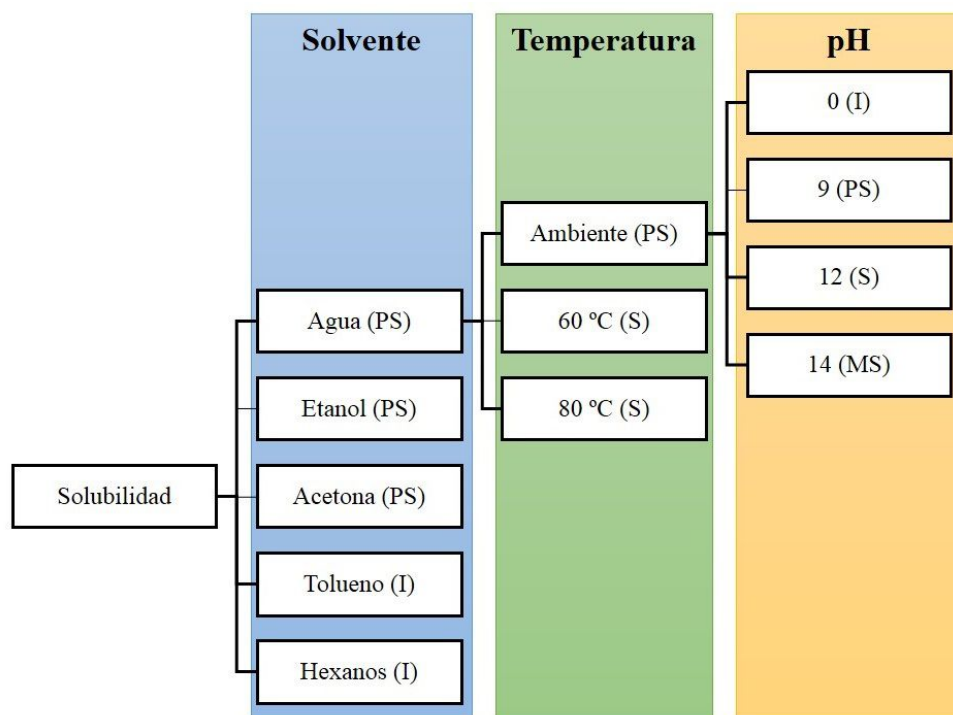 Solvente
Temperatura
pH
0 (I)
9 (PS)
Ambiente (PS)
12 (S)
Agua (PS)
60 ºC (S)
14 (MS)
Etanol (PS)
80 ºC (S)
Solubilidad
Acetona (PS)
Tolueno (I)
Hexanos (I)